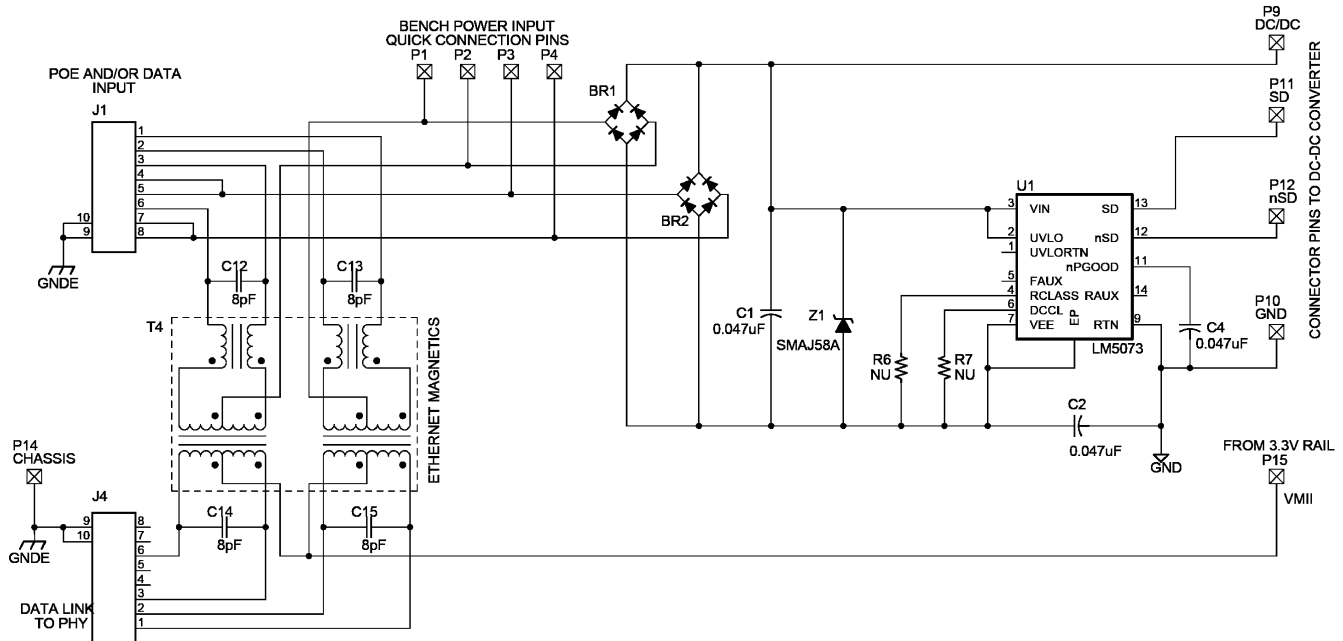 BENCH POWER INPUT
QUICK CONNECTION PINS
P1 P2 P3 P4
P9
DC/DC
POE AND/OR DATA
INPUT
J1
1
2
3
4
5
6
7
8
10
9
GNDE
BR1
BR2
P11
SD
P12
nSD
P10
GND
CONNECTOR PINS TO DC-DC CONVERTER
U1
3 VIN SD 13
2 UVLO nSD 12
1 UVLORTN
nPGOOD 11
5 FAUX
4 RCLASS RAUX 14
6 DCCL
7 VEE EP RTN 9
LM5073
C1
0.047uF
Z1
SMAJ58A
R6
NU
R7
NU
C4
0.047uF
C2
0.047uF
GND
C12
8pF
C13
8pF
T4
ETHERNET MAGNETICS
C14
8pF
C15
8pF
FROM 3.3V RAIL
P15
VMII
P14
CHASSIS
J4
9
10
GNDE
8
7
6
5
4
3
2
1
DATA LINK
TO PHY